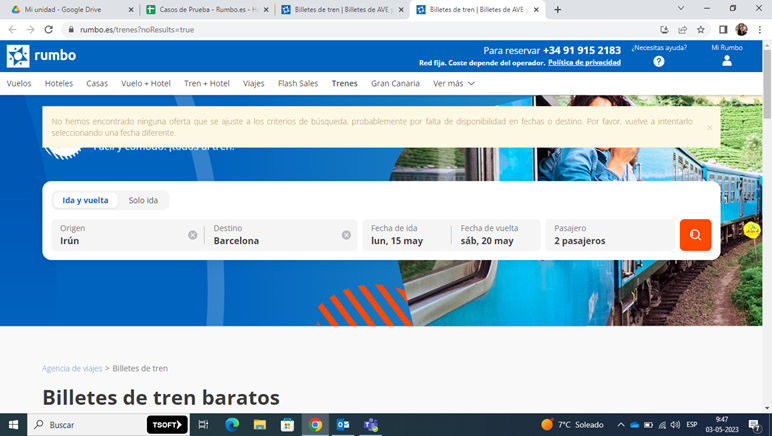 Mi unidad - Google Drive
Casos de Prueba - Rumbo.es - H
Billetes de tren | Billetes de AVE y
Billetes de tren | Billetes de AVE y
rumbo.es/trenes?noResults=true
rumbo
Para reservar +34 91 915 2183
Red fija. Coste depende del operador. Política de privacidad
¿Necesitas ayuda?
Mi Rumbo
Vuelos Hoteles Casas Vuelo + Hotel Tren + Hotel Viajes Flash Sales Trenes Gran Canaria Ver más
No hemos encontrado ninguna oferta que se ajuste a los criterios de búsqueda, probablemente por falta de disponibilidad en fechas o destino. Por favor, vuelve a intentarlo
seleccionando una fecha diferente.
Fácil y cómodo: ¡todos al tren!
Ida y vuelta Solo ida
Origen Destino Fecha de ida Fecha de vuelta Pasajero
Irún Barcelona lun, 15 may sáb, 20 may 2 pasajeros
Agencia de viajes > Billetes de tren
Billetes de tren baratos
Buscar
TSOFT
7°C Soleado
ESP
9:47
03-05-2023